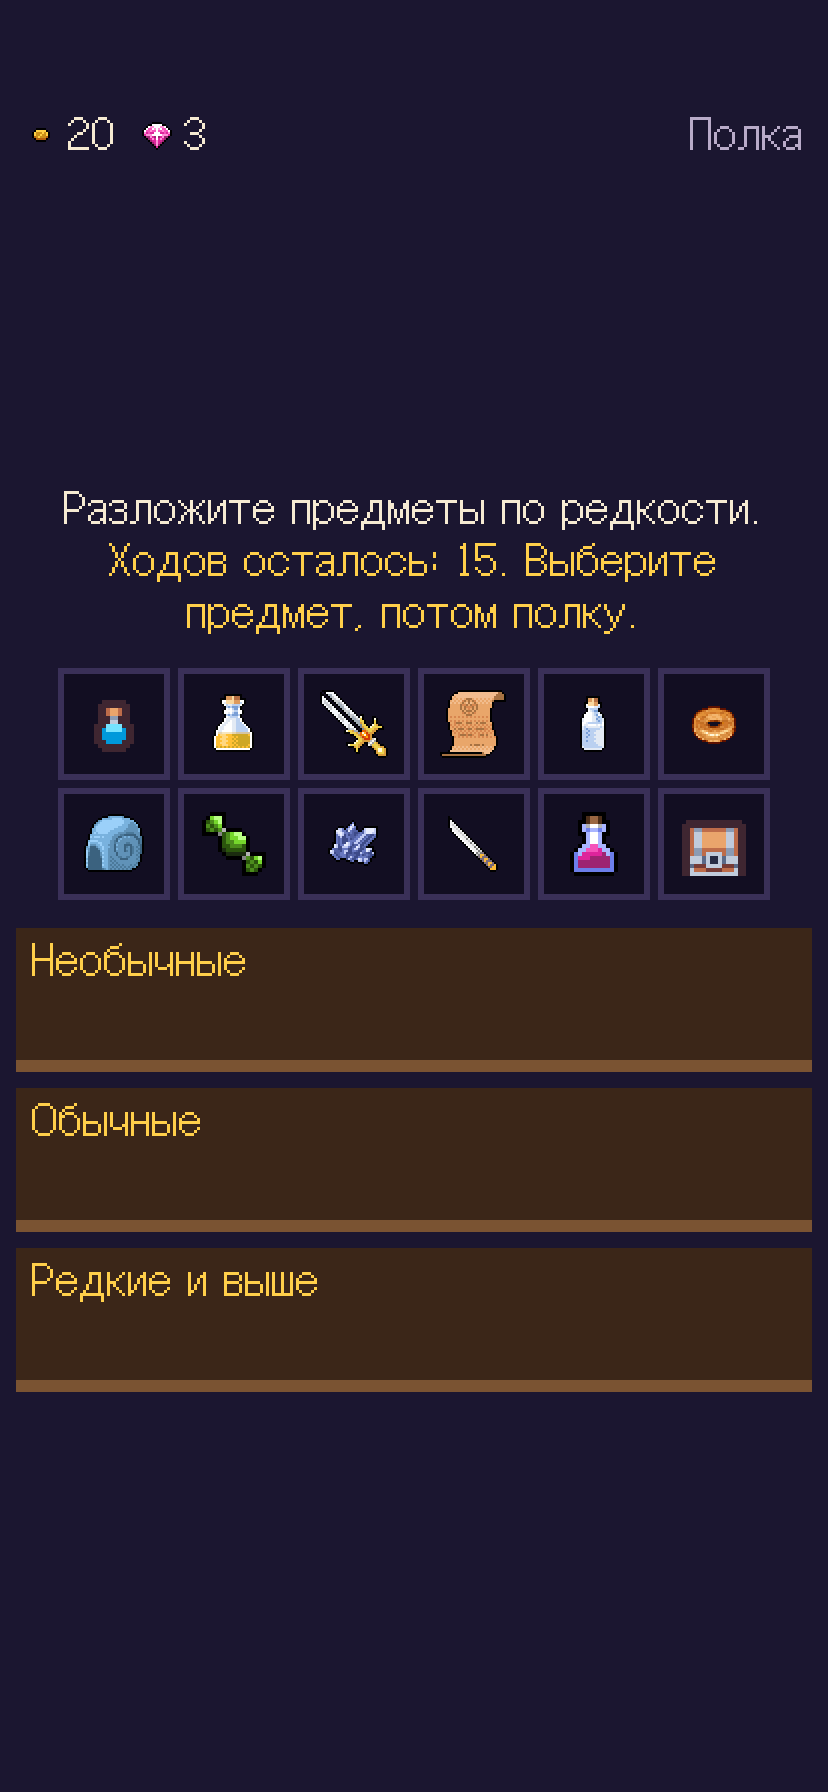 20 3 Полка
Разложите предметы по редкости.
Ходов осталось: 15. Выберите
предмет, потом полку.
Необычные
Обычные
Редкие и выше